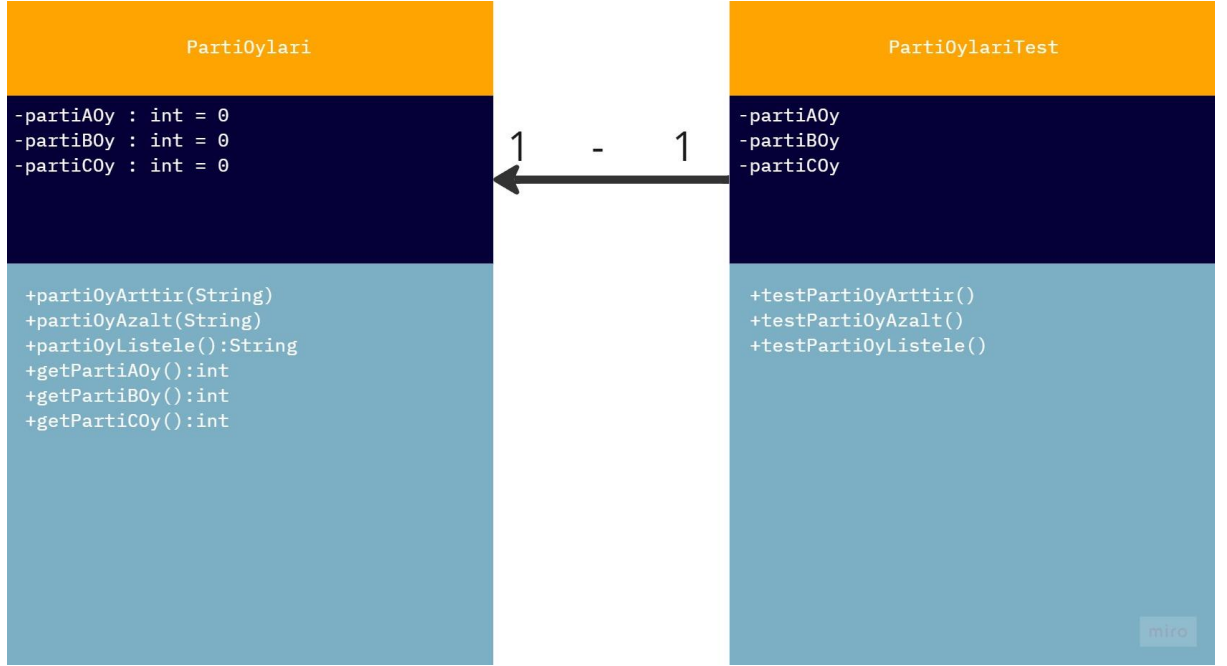 PartiOylari
-partiAOy : int = 0
-partiBOy : int = 0
-partiCOy : int = 0
+partiOyArttir(String)
+partiOyAzalt(String)
+partiOyListele():String
+getPartiAOy():int
+getPartiBOy():int
+getPartiCOy():int
1 - 1
PartiOylariTest
-partiAOy
-partiBOy
-partiCOy
+testPartiOyArttir()
+testPartiOyAzalt()
+testPartiOyListele()
miro